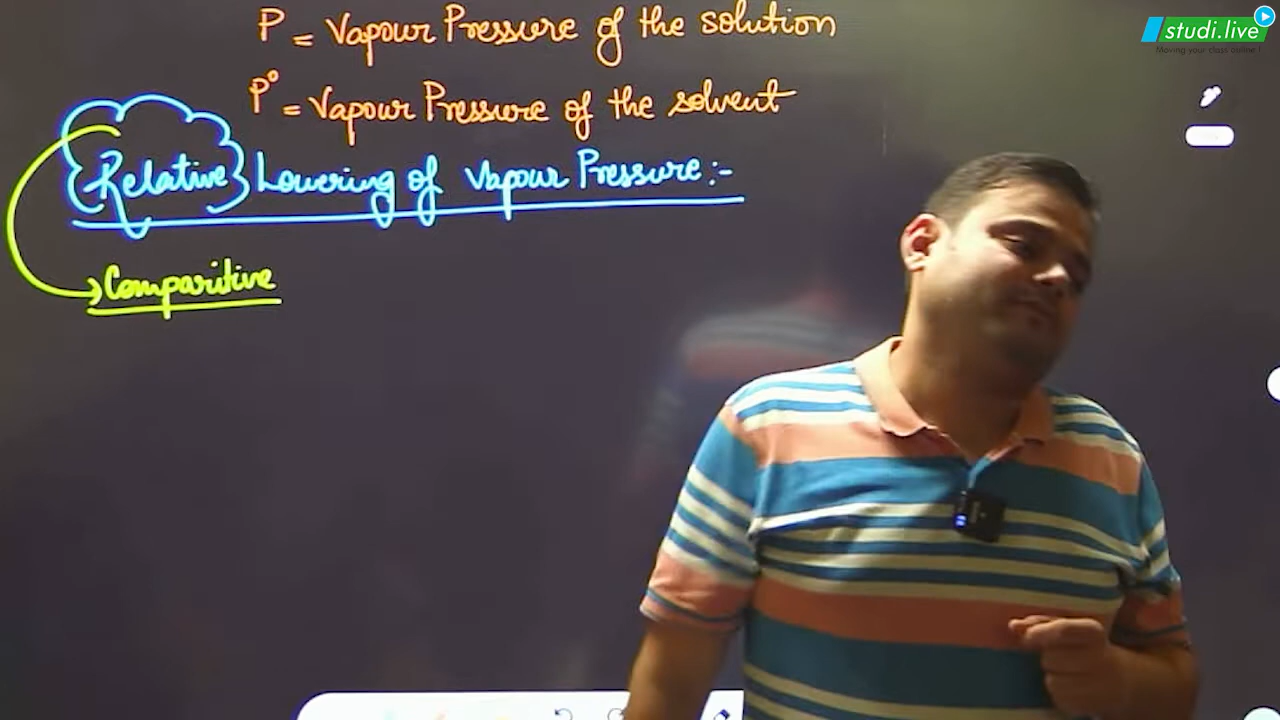 studi.live
Moving your class online !
P = Vapour Pressure of the solution
P° = Vapour Pressure of the solvent
(Relative) Lowering of Vapour Pressure :-
Comparitive